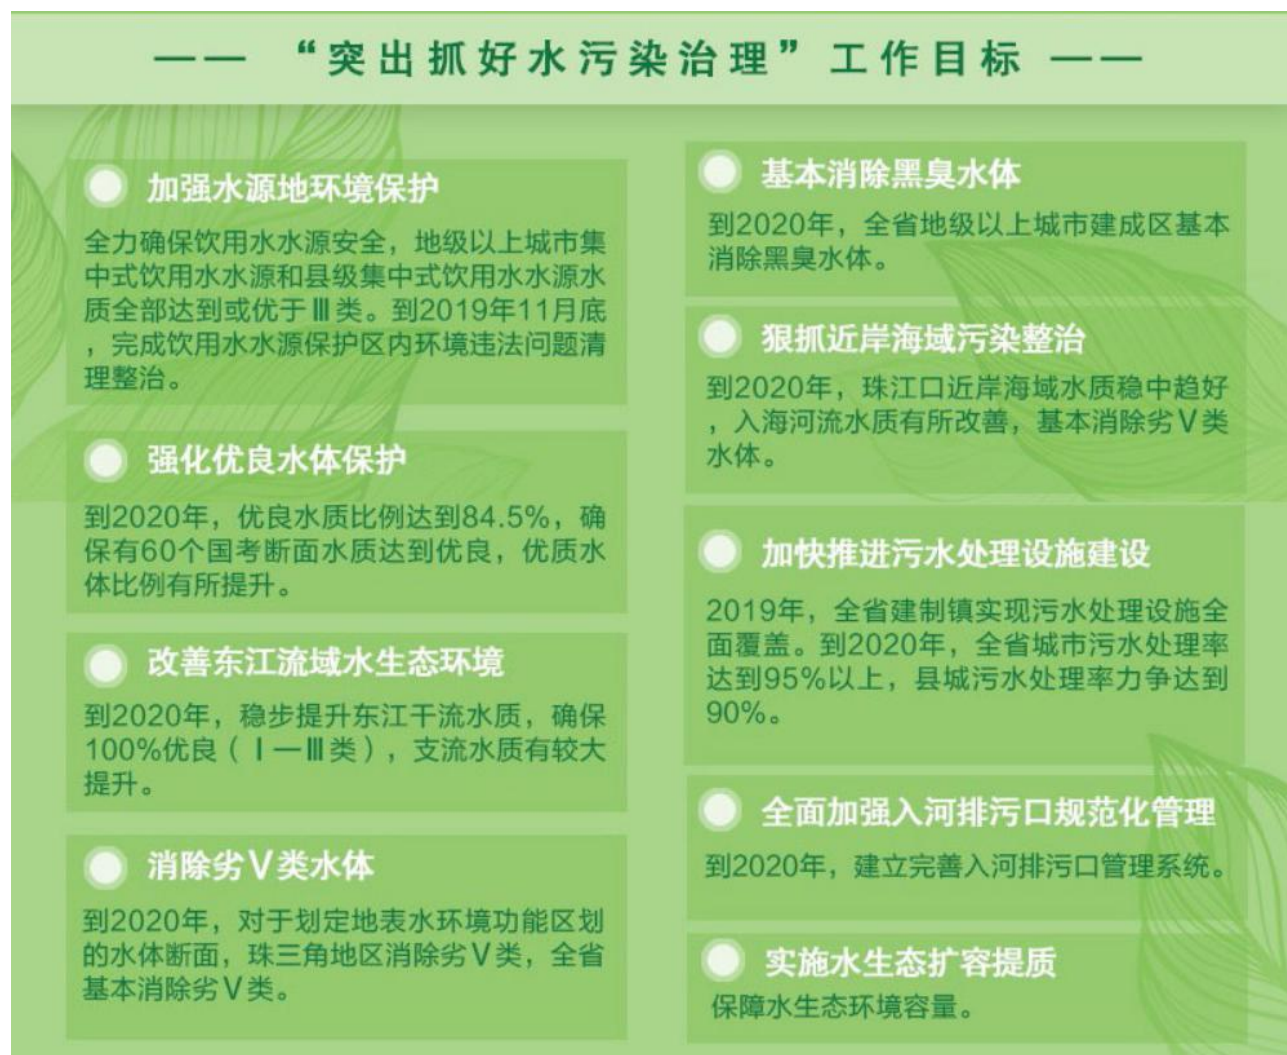 —— “突出抓好水污染治理”工作目标 ——
加强水源地环境保护
全力确保饮用水水源安全，地级以上城市集
中式饮用水水源和县级集中式饮用水水源水
质全部达到或优于Ⅲ类。到2019年11月底
，完成饮用水水源保护区内环境违法问题清
理整治。
强化优良水体保护
到2020年，优良水质比例达到84.5%，确
保有60个国考断面水质达到优良，优质水
体比例有所提升。
改善东江流域水生态环境
到2020年，稳步提升东江干流水质，确保
100%优良（Ⅰ—Ⅲ类），支流水质有较大
提升。
消除劣Ⅴ类水体
到2020年，对于划定地表水环境功能区划
的水体断面，珠三角地区消除劣Ⅴ类，全省
基本消除劣Ⅴ类。
基本消除黑臭水体
到2020年，全省地级以上城市建成区基本
消除黑臭水体。
狠抓近岸海域污染整治
到2020年，珠江口近岸海域水质稳中趋好
，入海河流水质有所改善，基本消除劣Ⅴ类
水体。
加快推进污水处理设施建设
2019年，全省建制镇实现污水处理设施全
面覆盖。到2020年，全省城市污水处理率
达到95%以上，县城污水处理率力争达到
90%。
全面加强入河排污口规范化管理
到2020年，建立完善入河排污口管理系统。
实施水生态扩容提质
保障水生态环境容量。